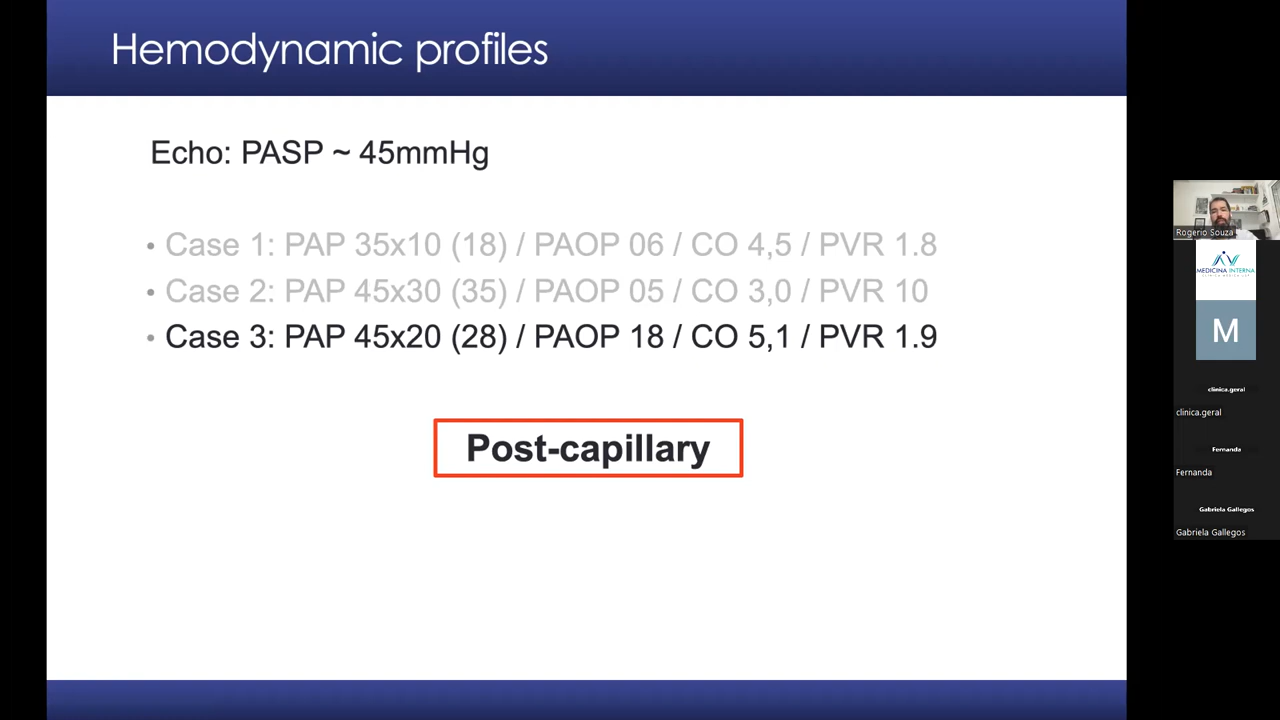 Hemodynamic profiles
Echo: PASP ~ 45mmHg
• Case 1: PAP 35x10 (18) / PAOP 06 / CO 4,5 / PVR 1.8
• Case 2: PAP 45x30 (35) / PAOP 05 / CO 3,0 / PVR 10
• Case 3: PAP 45x20 (28) / PAOP 18 / CO 5,1 / PVR 1.9
Post-capillary
Rogerio Souza
MEDICINA INTERNA
M
clinica.geral
clinica.geral
Fernanda
Fernanda
Gabriela Gallegos
Gabriela Gallegos